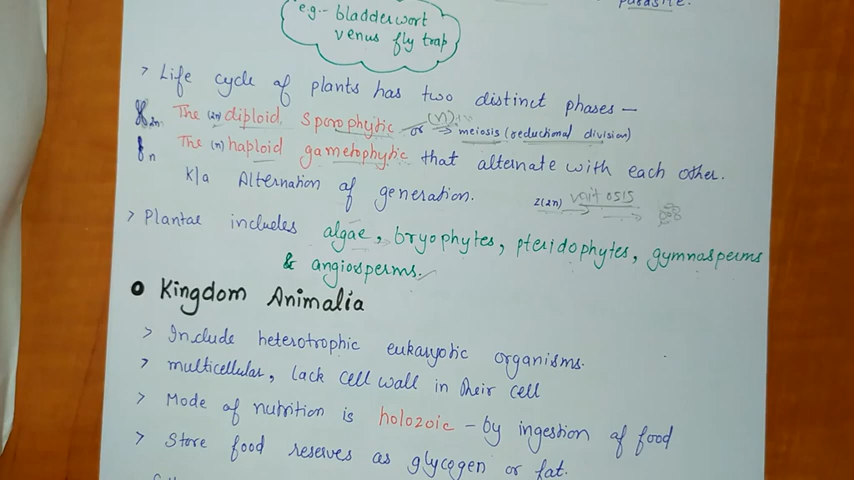 parasite.
e.g:- bladderwort
venus fly trap
> Life cycle of plants has two distinct phases —
2n The (2n) diploid Sporophytic or (n) → meiosis (reductional division)
n The (n) haploid gametophytic that alternate with each other.
K/a Alternation of generation. Z(2n) mitosis
> Plantae includes algae, bryophytes, pteridophytes, gymnosperms
& angiosperms.
Kingdom Animalia
> Include heterotrophic eukaryotic organisms.
> multicellular, lack cell wall in their cell
> Mode of nutrition is holozoic – by ingestion of food
> Store food reserves as glycogen or fat.